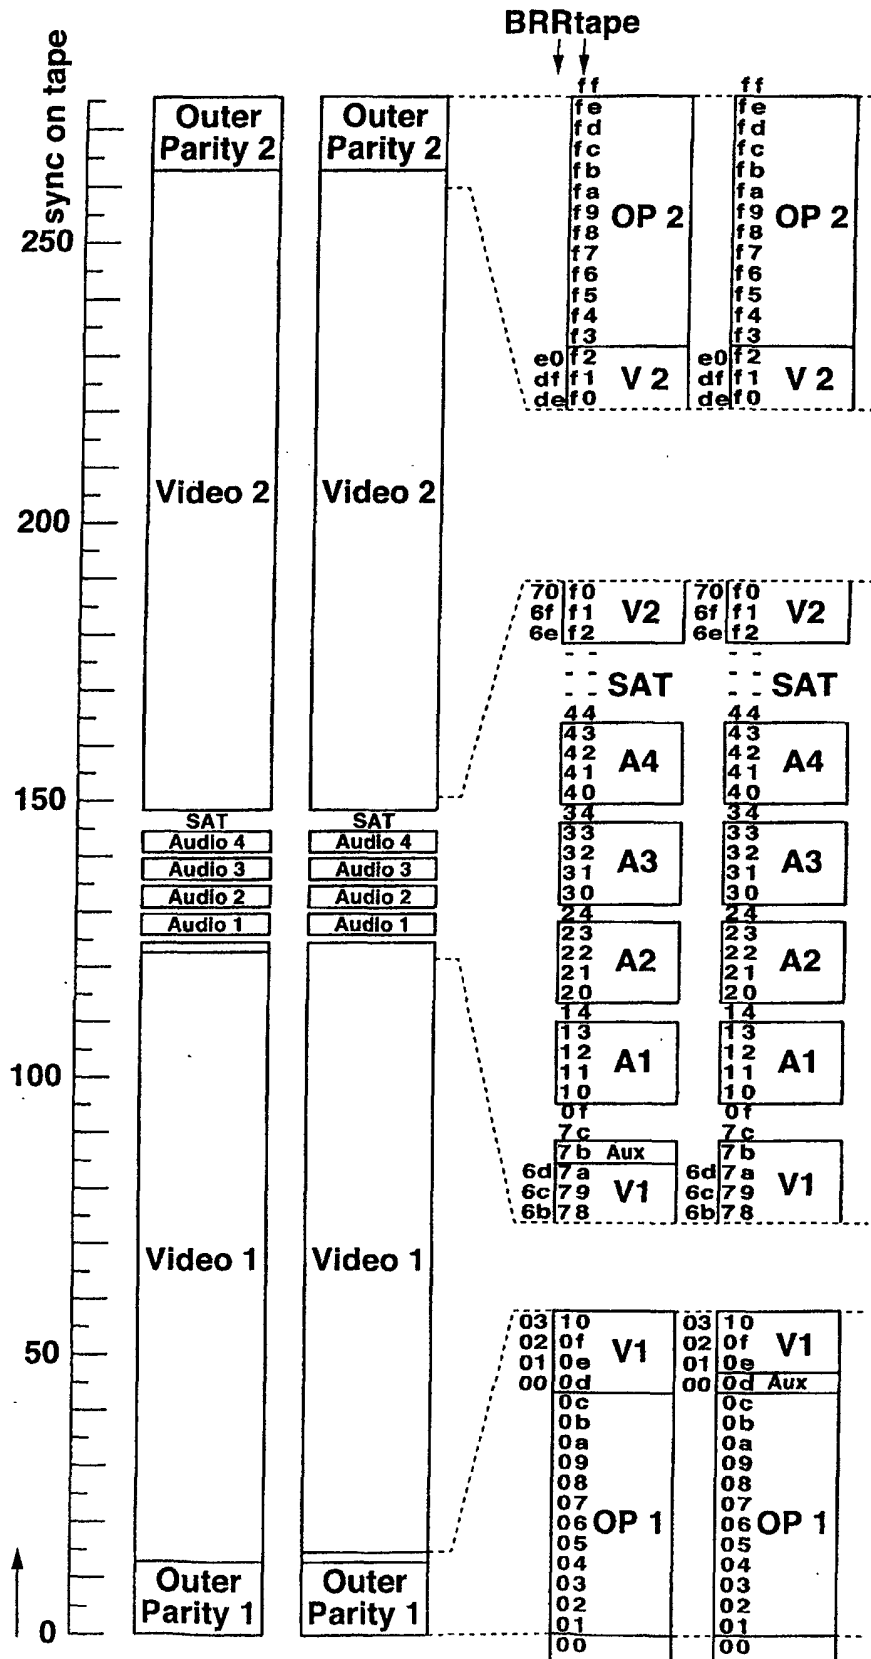 BRRtape
sync on tape
250
200
150
100
50
0
Outer
Parity 2
Video 2
SAT
Audio 4
Audio 3
Audio 2
Audio 1
Video 1
Outer
Parity 1
Outer
Parity 2
Video 2
SAT
Audio 4
Audio 3
Audio 2
Audio 1
Video 1
Outer
Parity 1
ff
fe
fd
fc
fb
fa
f9
f8
f7
f6
f5
f4
f3
OP 2
e0 f2
df f1
de f0
V 2
70 f0
6f f1
6e f2
V2
- -
- -
- -
SAT
44
43
42
41
40
A4
34
33
32
31
30
A3
24
23
22
21
20
A2
14
13
12
11
10
A1
0f
7c
7b Aux
6d 7a
6c 79
6b 78
V1
03 10
02 0f
01 0e
00 0d
V1
0c
0b
0a
09
08
07
06
05
04
03
02
01
OP 1
00
ff
fe
fd
fc
fb
fa
f9
f8
f7
f6
f5
f4
f3
OP 2
e0 f2
df f1
de f0
V 2
70 f0
6f f1
6e f2
V2
- -
- -
- -
SAT
44
43
42
41
40
A4
34
33
32
31
30
A3
24
23
22
21
20
A2
14
13
12
11
10
A1
0f
7c
7b
6d 7a
6c 79
6b 78
V1
03 10
02 0f
01 0e
V1
00 0d Aux
0c
0b
0a
09
08
07
06
05
04
03
02
01
OP 1
00